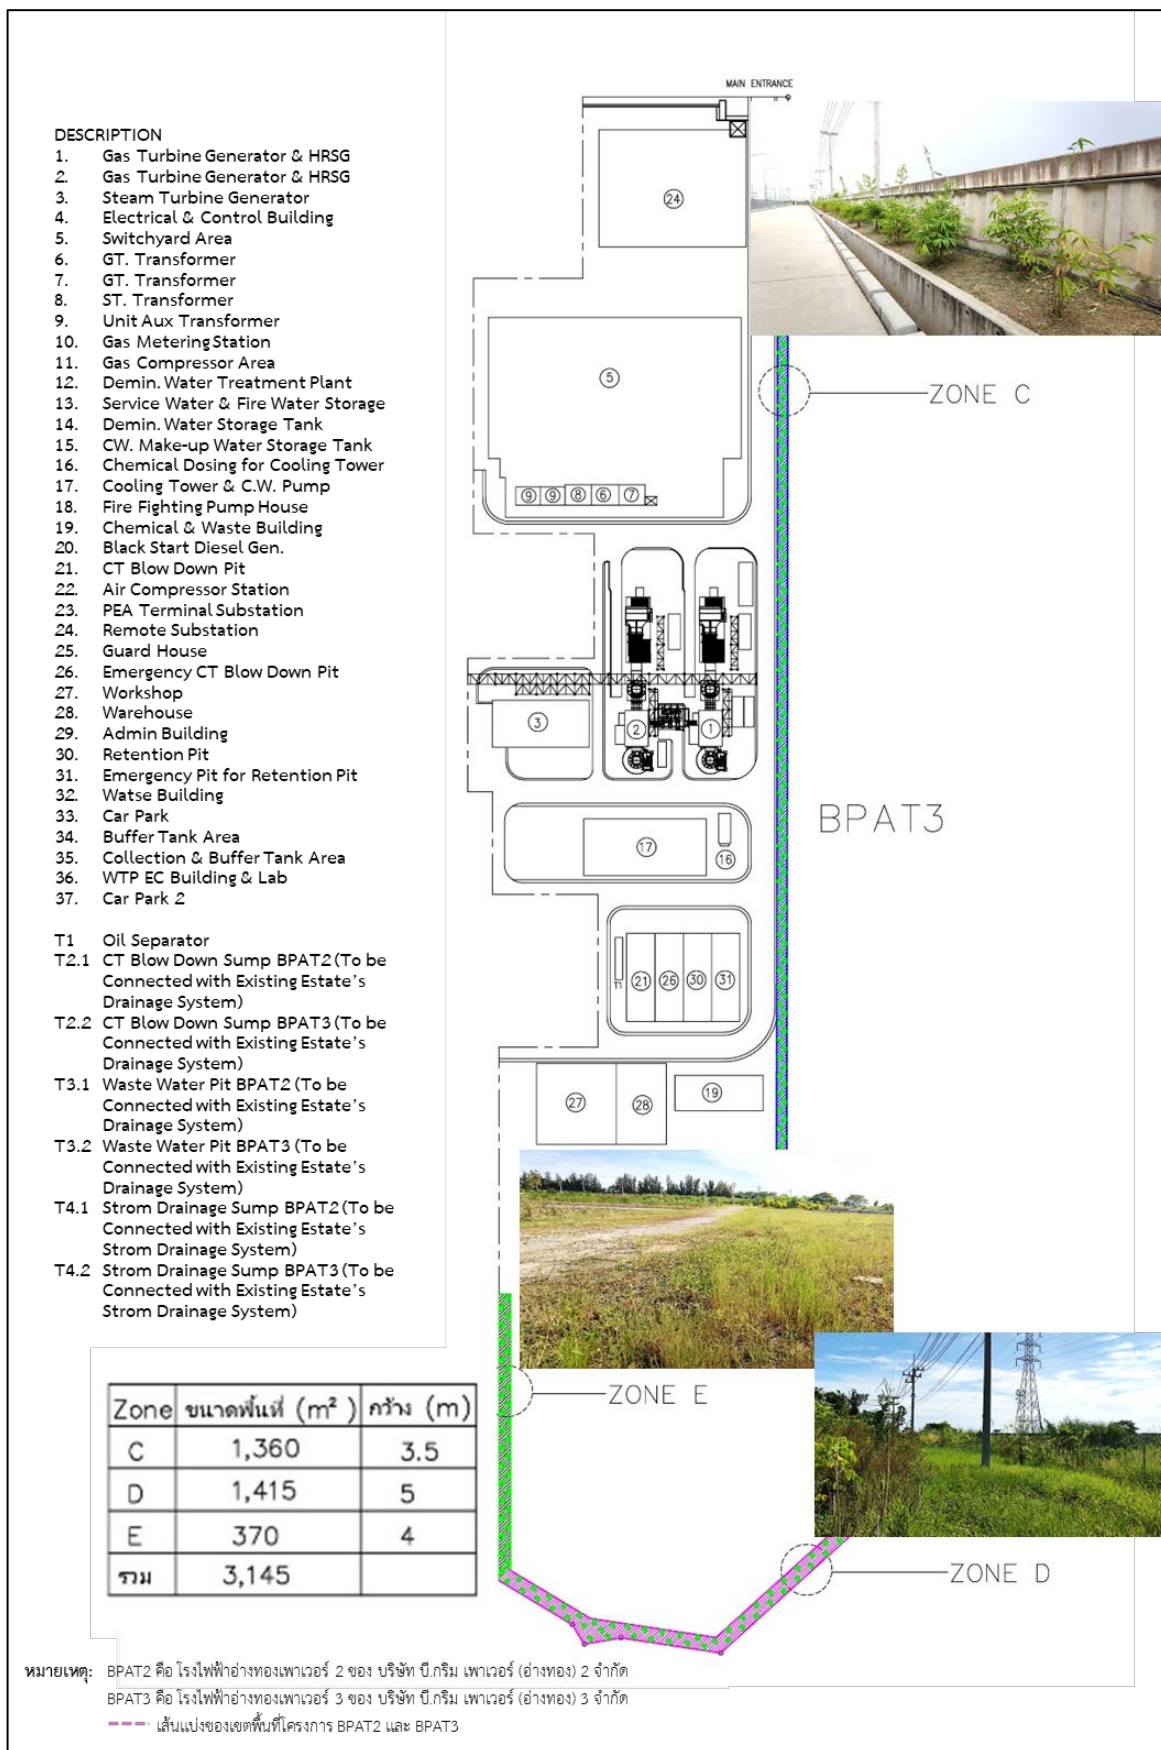 MAIN ENTRANCE
DESCRIPTION
1. Gas Turbine Generator & HRSG
2. Gas Turbine Generator & HRSG
3. Steam Turbine Generator
4. Electrical & Control Building
5. Switchyard Area
6. GT. Transformer
7. GT. Transformer
8. ST. Transformer
9. Unit Aux Transformer
10. Gas Metering Station
11. Gas Compressor Area
12. Demin. Water Treatment Plant
13. Service Water & Fire Water Storage
14. Demin. Water Storage Tank
15. CW. Make-up Water Storage Tank
16. Chemical Dosing for Cooling Tower
17. Cooling Tower & C.W. Pump
18. Fire Fighting Pump House
19. Chemical & Waste Building
20. Black Start Diesel Gen.
21. CT Blow Down Pit
22. Air Compressor Station
23. PEA Terminal Substation
24. Remote Substation
25. Guard House
26. Emergency CT Blow Down Pit
27. Workshop
28. Warehouse
29. Admin Building
30. Retention Pit
31. Emergency Pit for Retention Pit
32. Watse Building
33. Car Park
34. Buffer Tank Area
35. Collection & Buffer Tank Area
36. WTP EC Building & Lab
37. Car Park 2
T1 Oil Separator
T2.1 CT Blow Down Sump BPAT2 (To be
Connected with Existing Estate's
Drainage System)
T2.2 CT Blow Down Sump BPAT3 (To be
Connected with Existing Estate's
Drainage System)
T3.1 Waste Water Pit BPAT2 (To be
Connected with Existing Estate's
Drainage System)
T3.2 Waste Water Pit BPAT3 (To be
Connected with Existing Estate's
Drainage System)
T4.1 Strom Drainage Sump BPAT2 (To be
Connected with Existing Estate's
Strom Drainage System)
T4.2 Strom Drainage Sump BPAT3 (To be
Connected with Existing Estate's
Strom Drainage System)
24
5
ZONE C
9 9 8 6 7
3 2 1
BPAT3
17 16
T1 21 26 30 31
27 28 19
ZONE E
ZONE D
Zone ขนาดพื้นที่ (m²) กว้าง (m)
C 1,360 3.5
D 1,415 5
E 370 4
รวม 3,145
หมายเหตุ: BPAT2 คือ โรงไฟฟ้าอ่างทองเพาเวอร์ 2 ของ บริษัท บี.กริม เพาเวอร์ (อ่างทอง) 2 จำกัด
BPAT3 คือ โรงไฟฟ้าอ่างทองเพาเวอร์ 3 ของ บริษัท บี.กริม เพาเวอร์ (อ่างทอง) 3 จำกัด
เส้นแบ่งของเขตพื้นที่โครงการ BPAT2 และ BPAT3